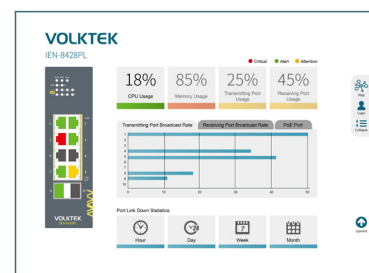 VOLKTEK
IEN-8428PL
Critical Alert Attention
18% 85% 25% 45%
CPU Usage Memory Usage Transmitting Port Usage Receiving Port Usage
Map
Login
Collapse
Transmitting Port Broadcast Rate Receiving Port Broadcast Rate PoE Port
1
2
3
4
5
6
7
8
9
10
0 10 20 30 40 50
Port Link Down Statistics
24
7
Hour Day Week Month
VOLKTEK
Upward